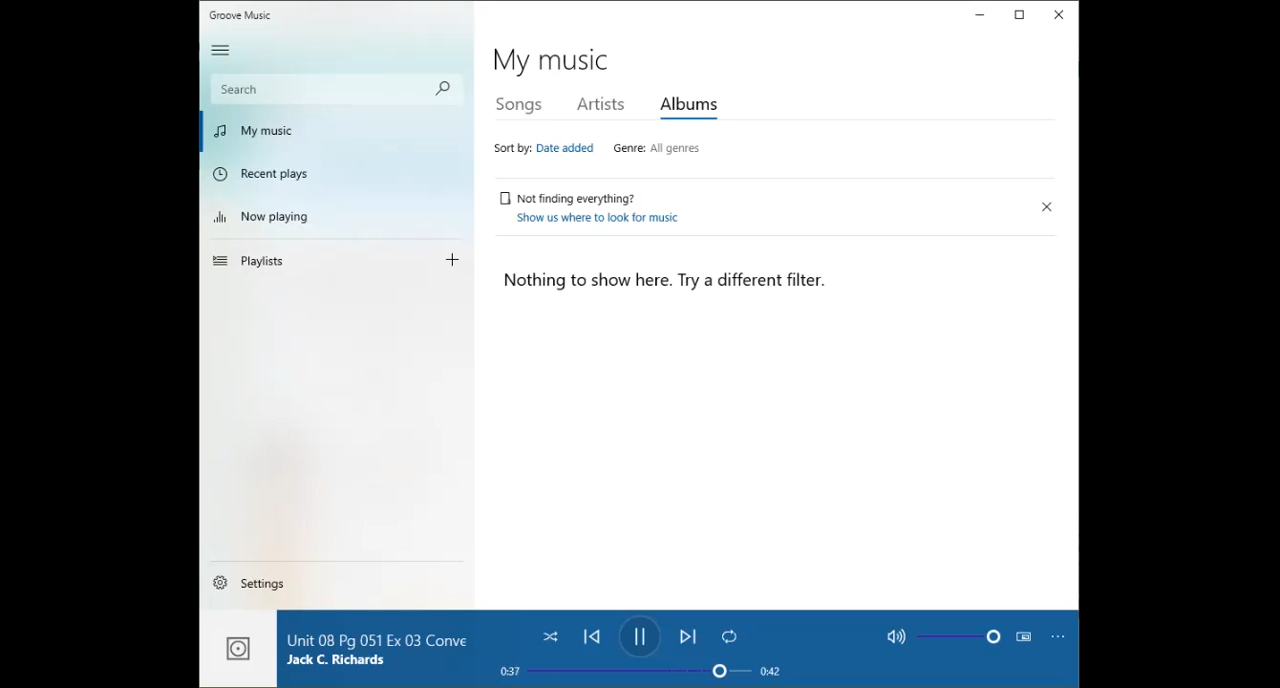 Groove Music
Search
My music
Recent plays
Now playing
Playlists
Settings
My music
Songs Artists Albums
Sort by: Date added Genre: All genres
Not finding everything?
Show us where to look for music
Nothing to show here. Try a different filter.
Unit 08 Pg 051 Ex 03 Conve
Jack C. Richards
0:37 0:42